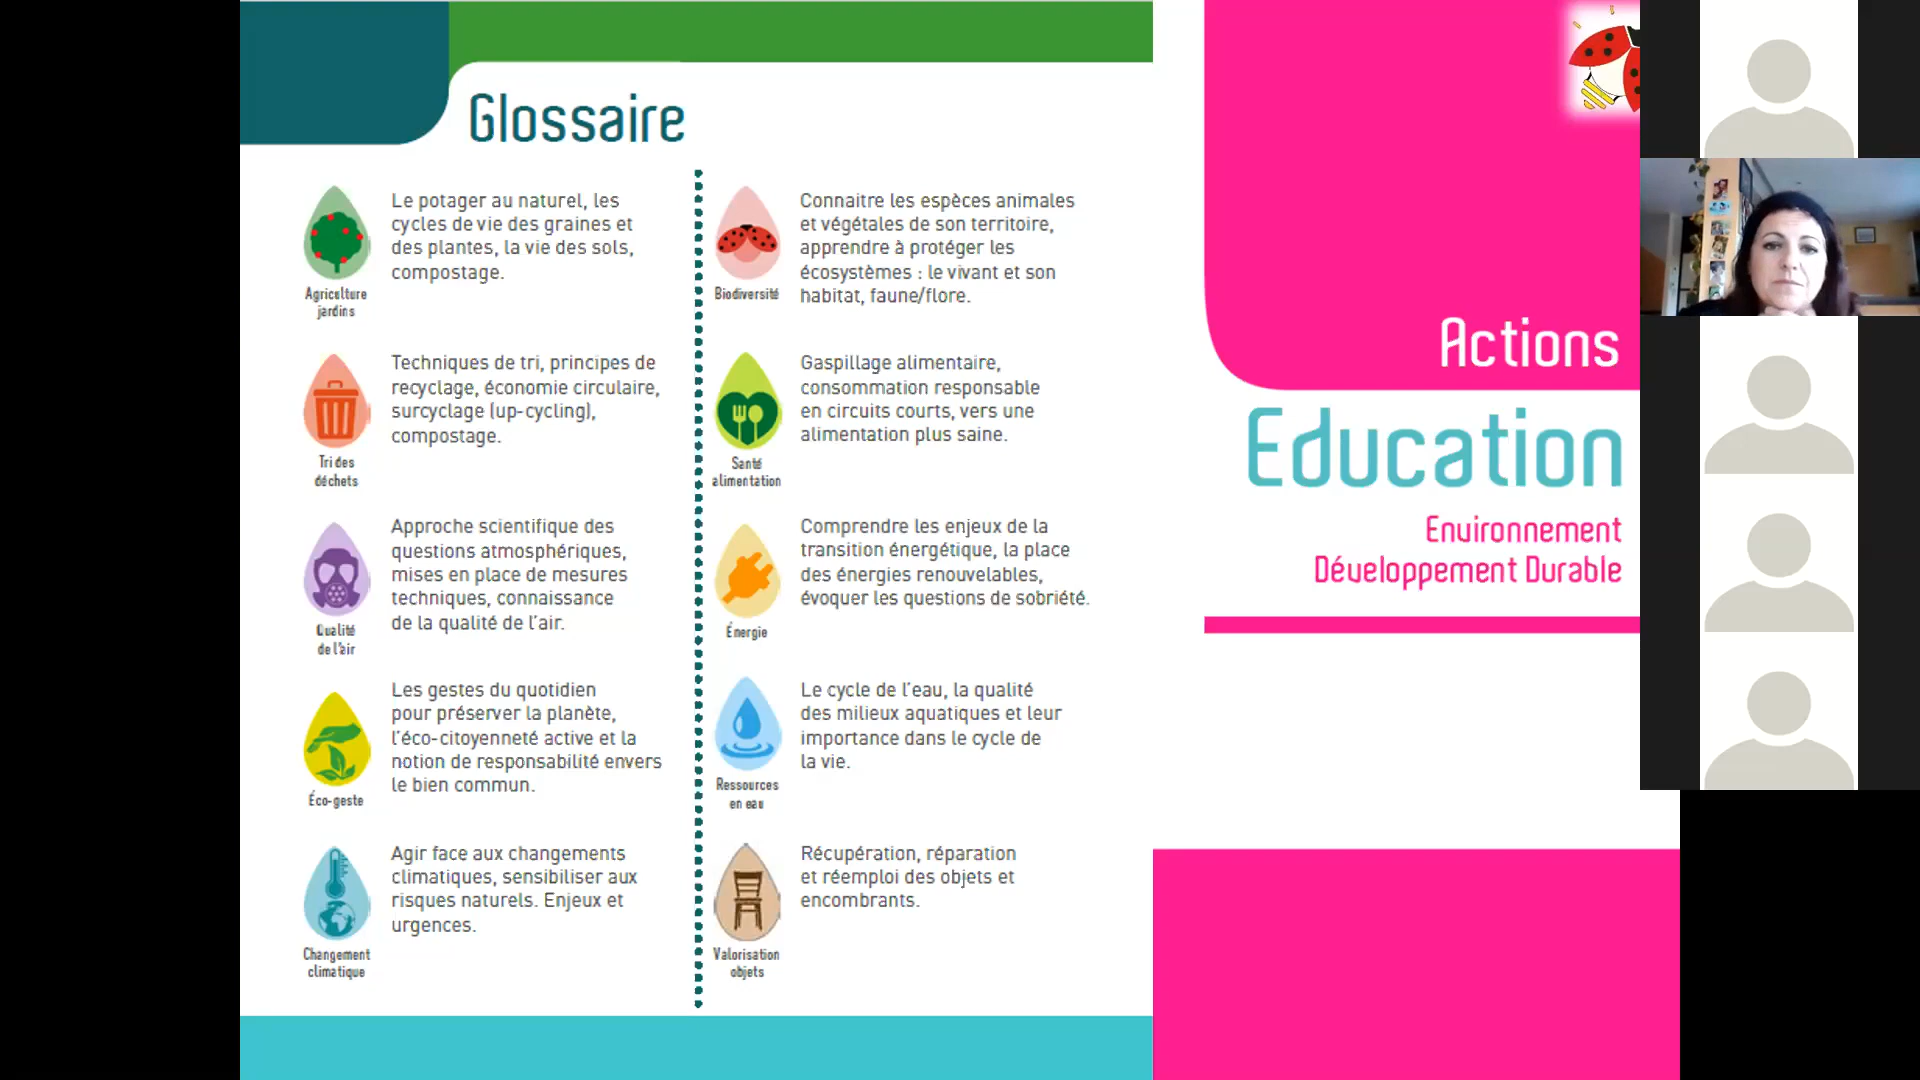 Glossaire
Le potager au naturel, les
cycles de vie des graines et
des plantes, la vie des sols,
compostage.
Agriculture
jardins
Techniques de tri, principes de
recyclage, économie circulaire,
surcyclage (up-cycling),
compostage.
Tri des
déchets
Approche scientifique des
questions atmosphériques,
mises en place de mesures
techniques, connaissance
de la qualité de l'air.
Qualité
de l'air
Les gestes du quotidien
pour préserver la planète,
l'éco-citoyenneté active et la
notion de responsabilité envers
le bien commun.
Éco-geste
Agir face aux changements
climatiques, sensibiliser aux
risques naturels. Enjeux et
urgences.
Changement
climatique
Connaitre les espèces animales
et végétales de son territoire,
apprendre à protéger les
écosystèmes : le vivant et son
habitat, faune/flore.
Biodiversité
Gaspillage alimentaire,
consommation responsable
en circuits courts, vers une
alimentation plus saine.
Santé
alimentation
Comprendre les enjeux de la
transition énergétique, la place
des énergies renouvelables,
évoquer les questions de sobriété.
Énergie
Le cycle de l'eau, la qualité
des milieux aquatiques et leur
importance dans le cycle de
la vie.
Ressources
en eau
Récupération, réparation
et réemploi des objets et
encombrants.
Valorisation
objets
Actions
Education
Environnement
Développement Durable